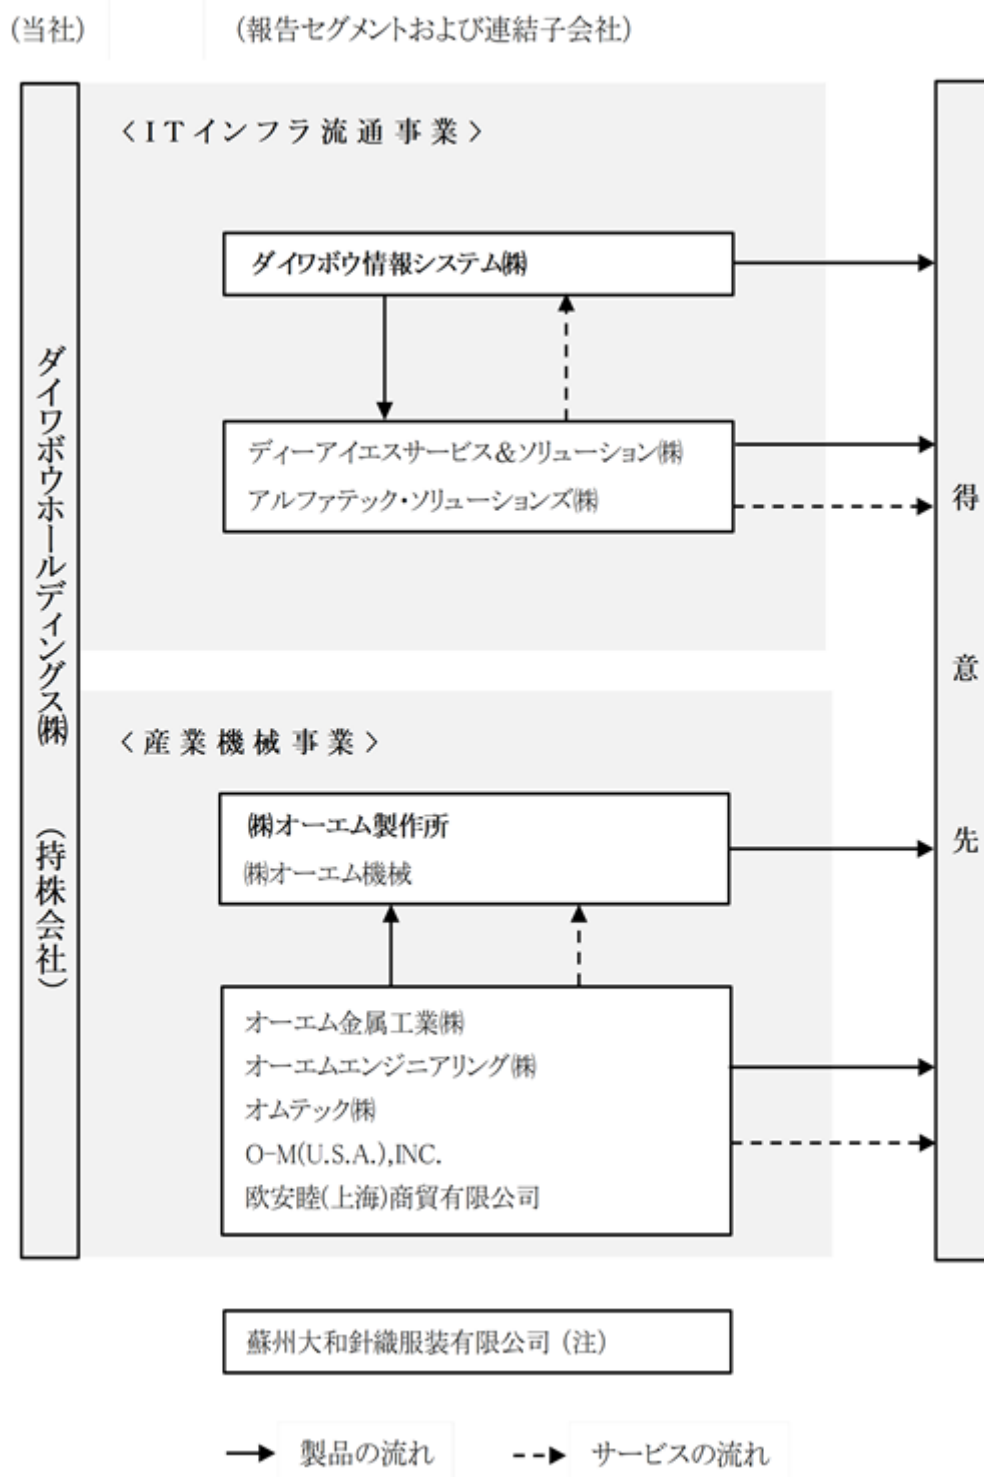 (当社)
(報告セグメントおよび連結子会社)
<ITインフラ流通事業>
ダイワボウ情報システム㈱
ディーアイエスサービス&ソリューション㈱
アルファテック・ソリューションズ㈱
ダイワボウホールディングス㈱ (持株会社)
得意先
<産業機械事業>
㈱オーエム製作所
㈱オーエム機械
オーエム金属工業㈱
オーエムエンジニアリング㈱
オムテック㈱
O-M(U.S.A.),INC.
欧安睦(上海)商貿有限公司
蘇州大和針織服装有限公司 (注)
製品の流れ
サービスの流れ